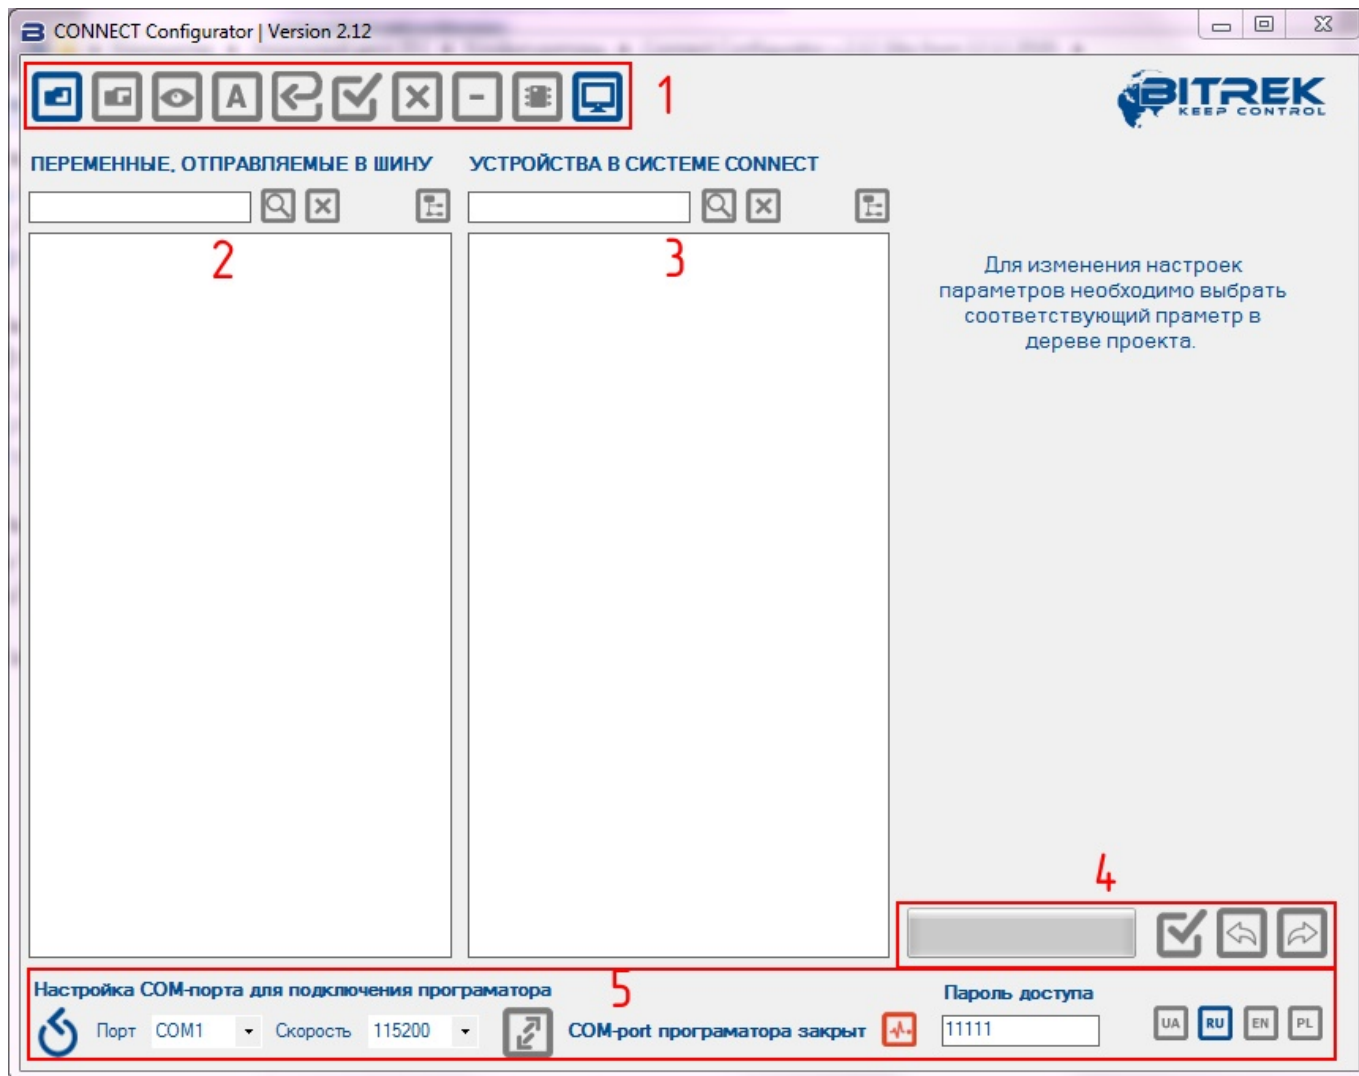 CONNECT Configurator | Version 2.12
A
1
BITREK
KEEP CONTROL
ПЕРЕМЕННЫЕ, ОТПРАВЛЯЕМЫЕ В ШИНУ
УСТРОЙСТВА В СИСТЕМЕ CONNECT
2
3
Для изменения настроек
параметров необходимо выбрать
соответствующий праметр в
дереве проекта.
4
5
Настройка COM-порта для подключения програматора
Порт COM1 Скорость 115200
COM-port програматора закрыт
Пароль доступа
11111
UA RU EN PL